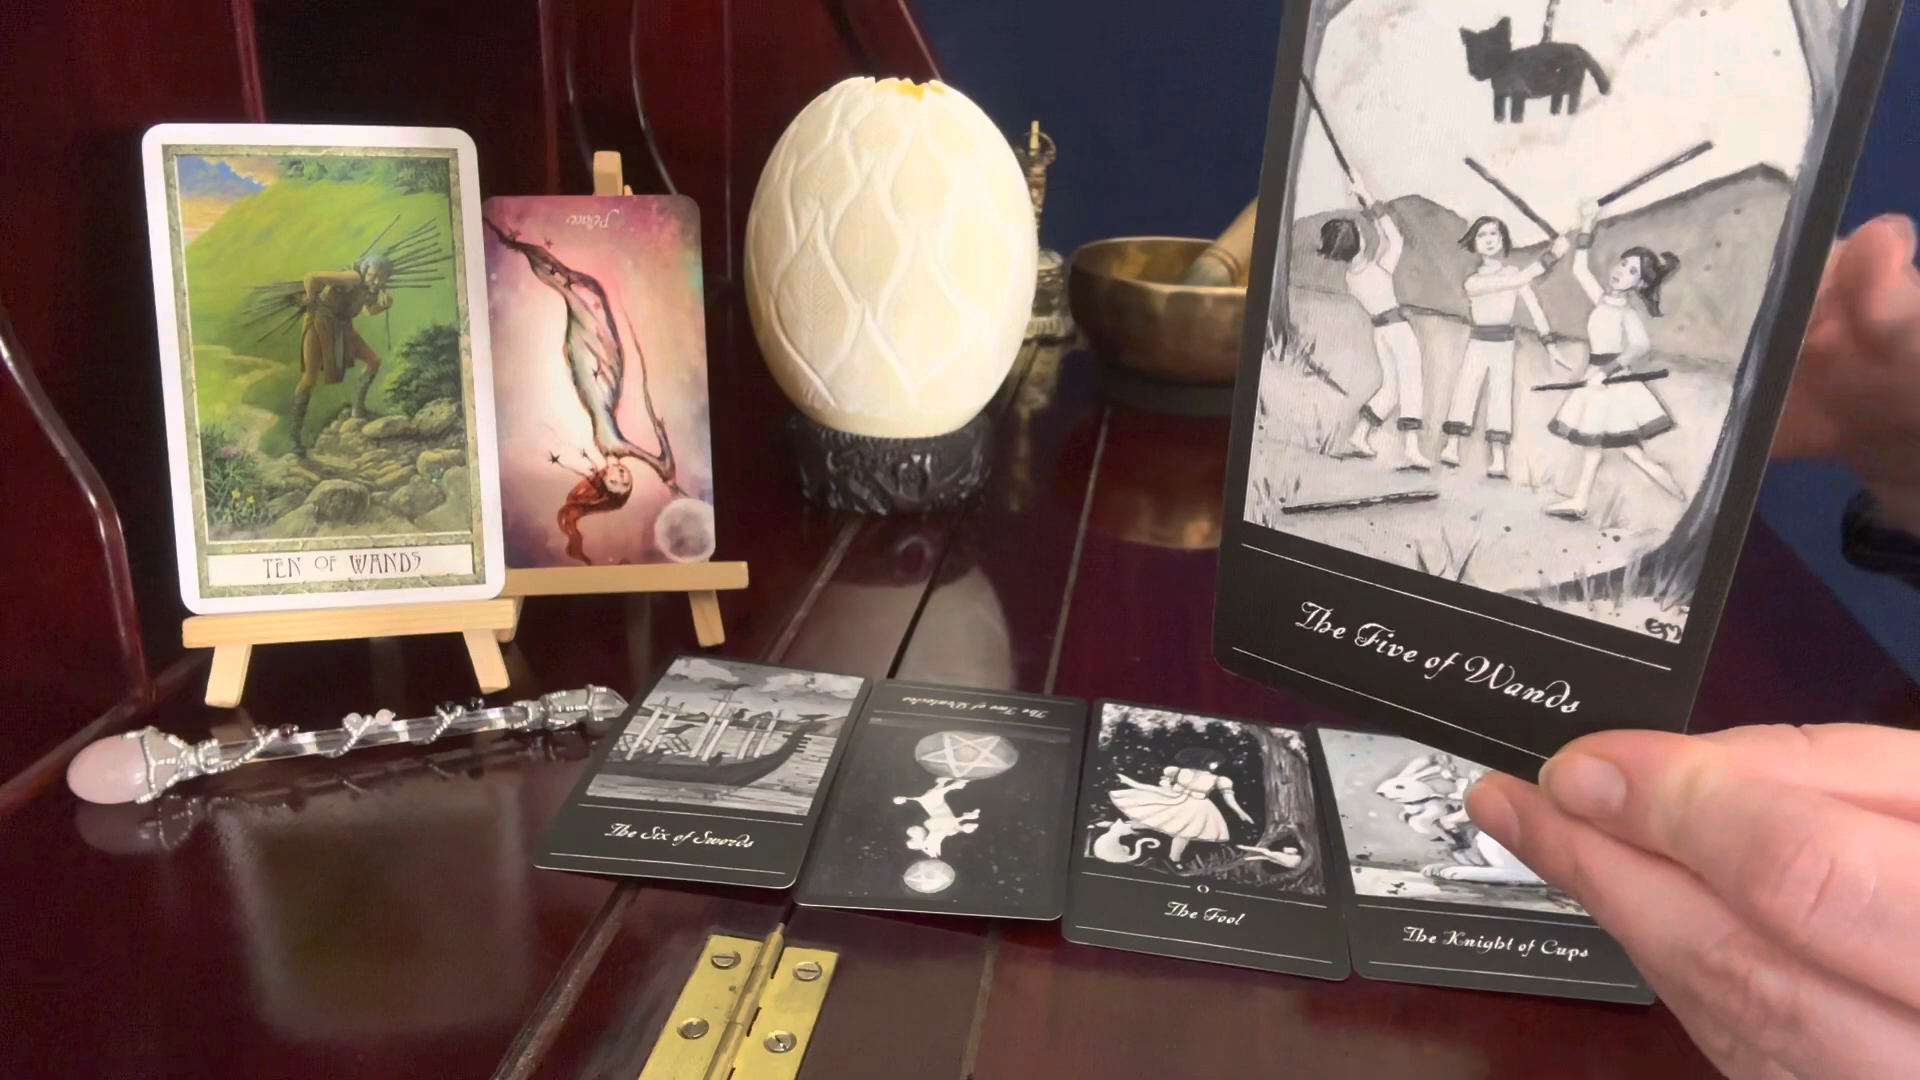 TEN OF WANDS
Peace
The Five of Wands
The Six of Swords
The Two of Pentacles
0
The Fool
The Knight of Cups